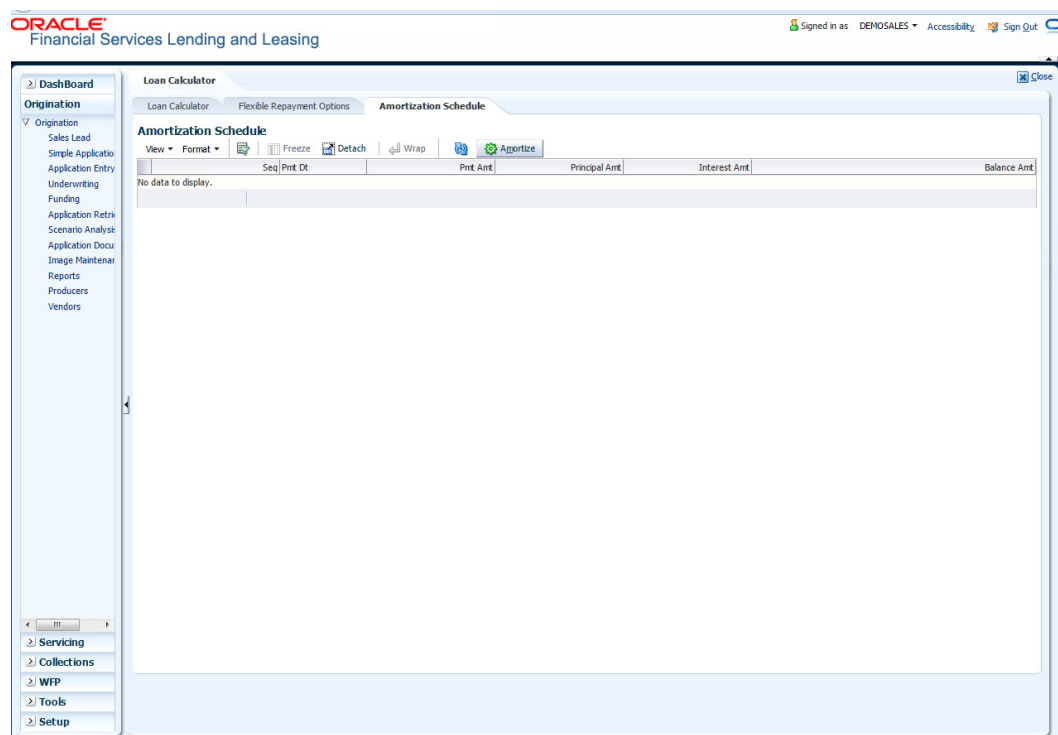 ORACLE
Financial Services Lending and Leasing
Signed in as DEMOSALES Accessibility Sign Out
DashBoard
Origination
Origination
Sales Lead
Simple Applicatio
Application Entry
Underwriting
Funding
Application Retri
Scenario Analysis
Application Docu
Image Maintenan
Reports
Producers
Vendors
Servicing
Collections
WFP
Tools
Setup
Loan Calculator
Close
Loan Calculator Flexible Repayment Options Amortization Schedule
Amortization Schedule
View Format Freeze Detach Wrap Amortize
Seq Pmt Dt Pmt Amt Principal Amt Interest Amt Balance Amt
No data to display.